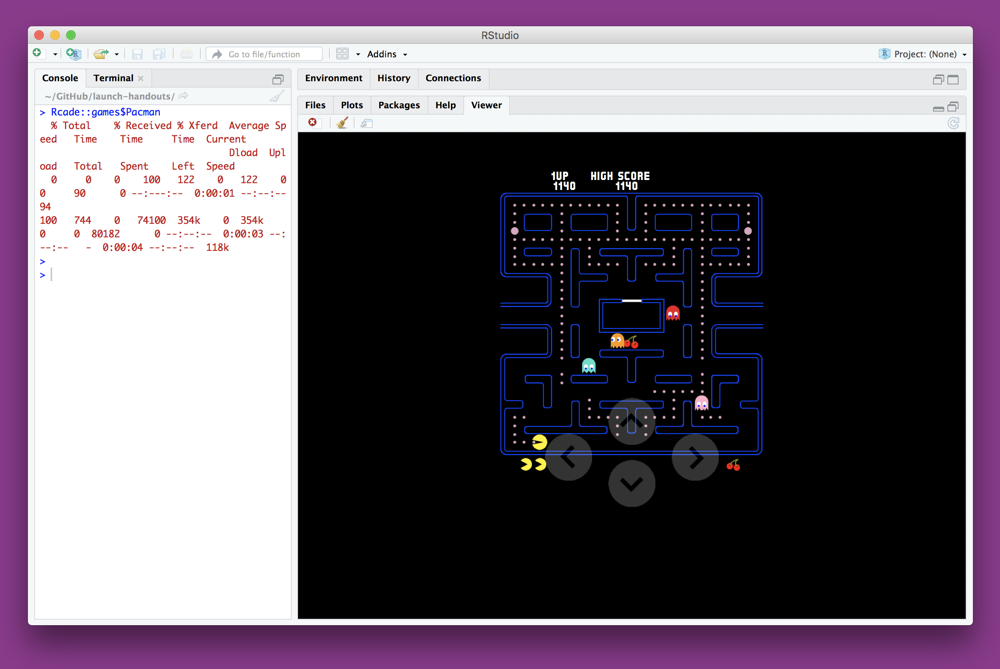 RStudio
Go to file/function
Addins
Project: (None)
Console Terminal
~/GitHub/launch-handouts/
> Rcade::games$Pacman
  % Total    % Received % Xferd  Average Sp
eed   Time    Time     Time  Current
                                 Dload  Upl
oad   Total   Spent    Left  Speed
  0     0    0    100   122    0   122    0
0     90      0 --:---:--  0:00:01 --:--:--
94
100   744    0   74100  354k    0  354k
0     0  80182      0 --:--:--  0:00:03 --:
--:--   -  0:00:04 --:--:--  118k
>
>
Environment History Connections
Files Plots Packages Help Viewer
1UP HIGH SCORE
1140 1140